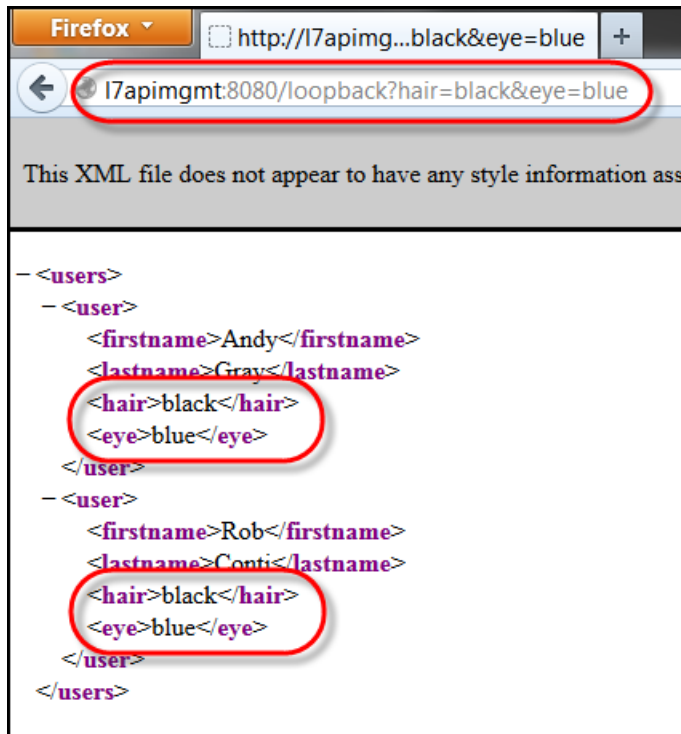 Firefox
http://l7apimg...black&eye=blue
+
l7apimgmt:8080/loopback?hair=black&eye=blue
This XML file does not appear to have any style information ass
– <users>
– <user>
<firstname>Andy</firstname>
<lastname>Gray</lastname>
<hair>black</hair>
<eye>blue</eye>
</user>
– <user>
<firstname>Rob</firstname>
<lastname>Conti</lastname>
<hair>black</hair>
<eye>blue</eye>
</user>
</users>